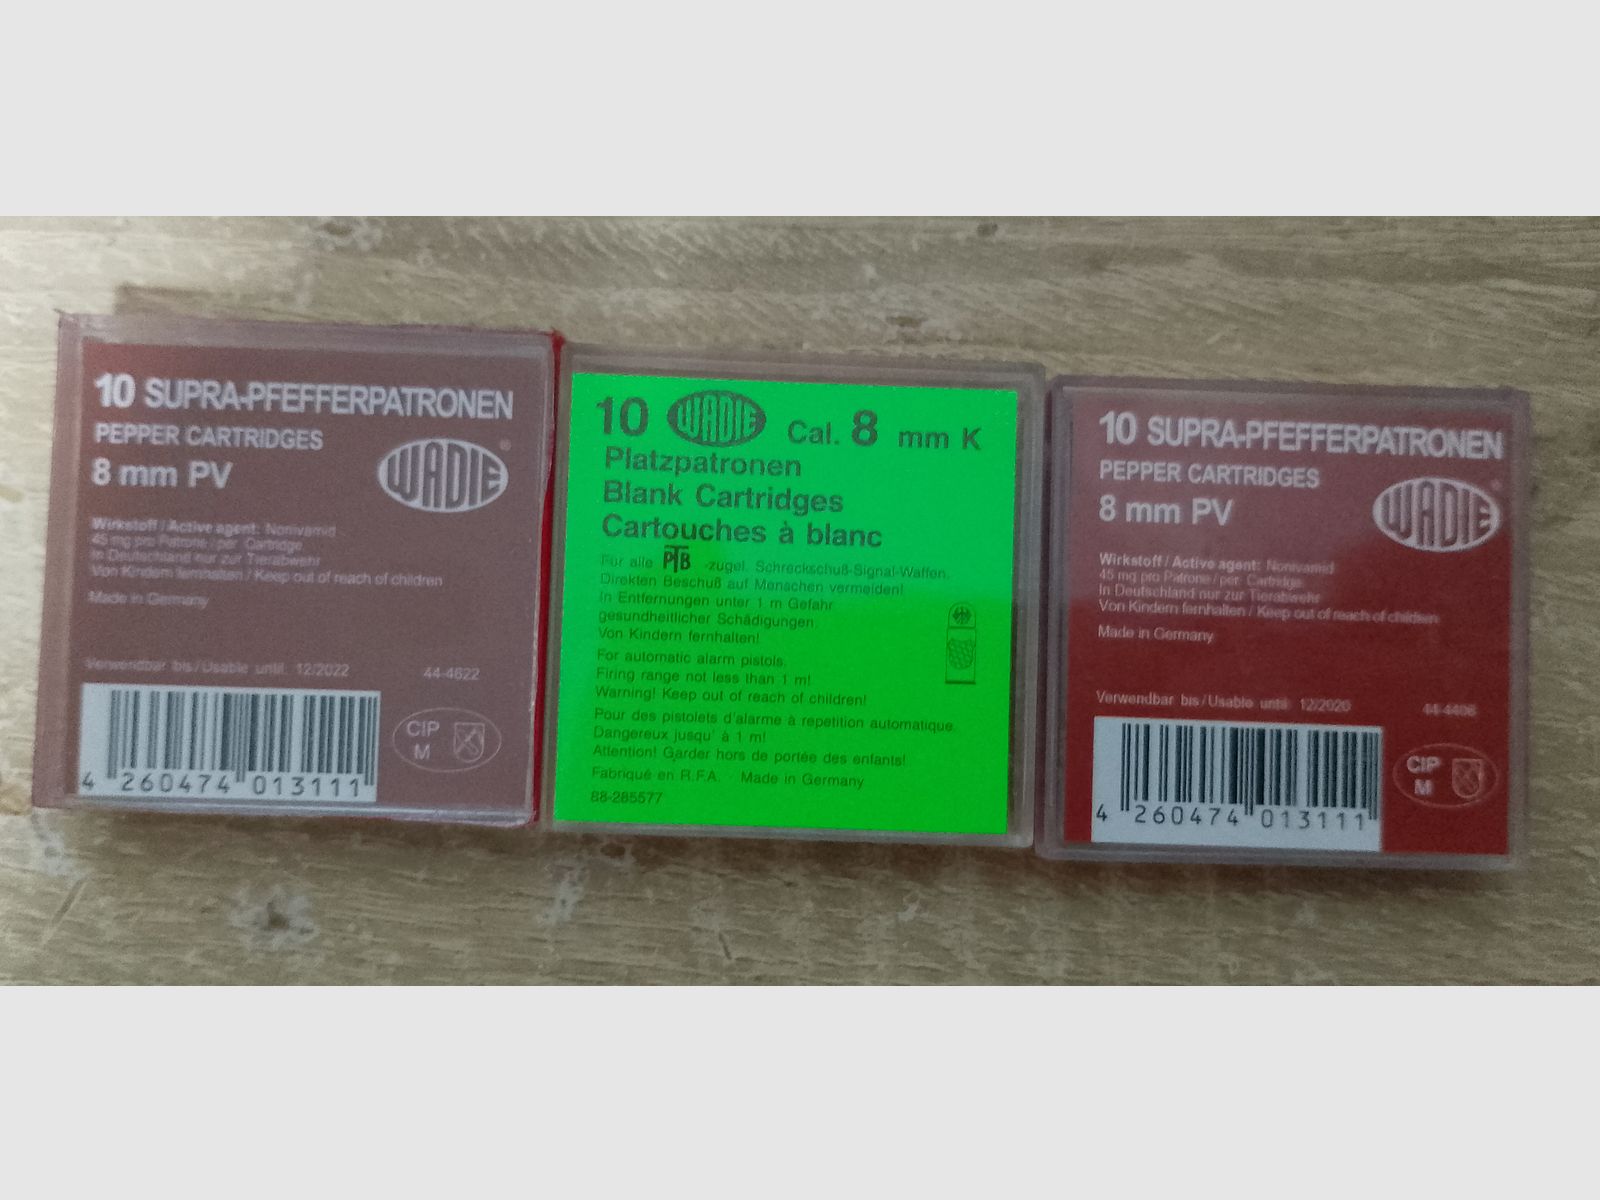 10 SUPRA-PFEFFERPATRONEN
PEPPER CARTRIDGES
8 mm PV
WADIE ®
Wirkstoff / Active agent: Nonivamid
45 mg pro Patrone / per Cartridge
In Deutschland nur zur Tierabwehr
Von Kindern fernhalten / Keep out of reach of children
Made in Germany
Verwendbar bis / Usable until 12/2022 44-4622
CIP
M
4 260474 013111
10 WADIE Cal. 8 mm K
Platzpatronen
Blank Cartridges
Cartouches à blanc
Für alle PTB -zugel. Schreckschuß-Signal-Waffen.
Direkten Beschuß auf Menschen vermeiden!
In Entfernungen unter 1 m Gefahr
gesundheitlicher Schädigungen.
Von Kindern fernhalten!
For automatic alarm pistols.
Firing range not less than 1 m!
Warning! Keep out of reach of children!
Pour des pistolets d'alarme à repetition automatique.
Dangereux jusqu' à 1 m!
Attention! Garder hors de portée des enfants!
Fabriqué en R.F.A. · Made in Germany
88-285577
10 SUPRA-PFEFFERPATRONEN
PEPPER CARTRIDGES
8 mm PV
WADIE ®
Wirkstoff / Active agent: Nonivamid
45 mg pro Patrone / per Cartridge
In Deutschland nur zur Tierabwehr
Von Kindern fernhalten / Keep out of reach of children
Made in Germany
Verwendbar bis / Usable until 12/2020 44-4406
CIP
M
4 260474 013111